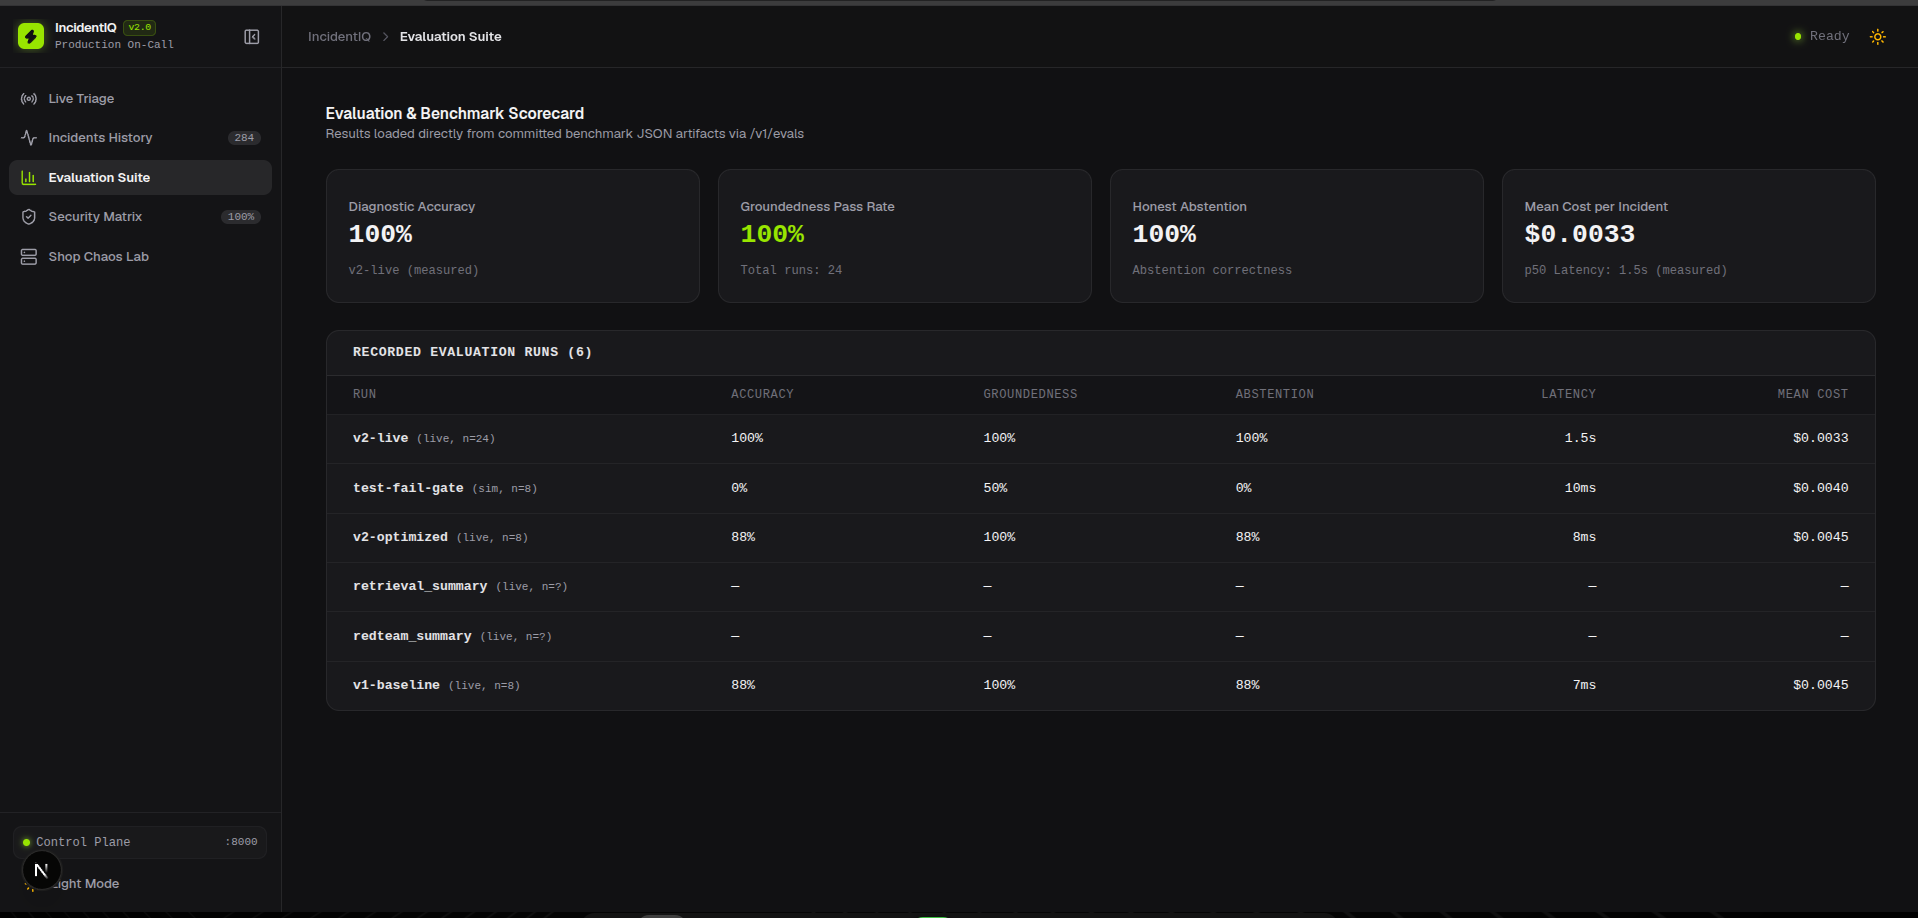 IncidentIQ v2.0
Production On-Call
IncidentIQ > Evaluation Suite
Ready
Live Triage
Incidents History 284
Evaluation Suite
Security Matrix 100%
Shop Chaos Lab
Evaluation & Benchmark Scorecard
Results loaded directly from committed benchmark JSON artifacts via /v1/evals
Diagnostic Accuracy
100%
v2-live (measured)
Groundedness Pass Rate
100%
Total runs: 24
Honest Abstention
100%
Abstention correctness
Mean Cost per Incident
$0.0033
p50 Latency: 1.5s (measured)
RECORDED EVALUATION RUNS (6)
RUN ACCURACY GROUNDEDNESS ABSTENTION LATENCY MEAN COST
v2-live (live, n=24) 100% 100% 100% 1.5s $0.0033
test-fail-gate (sim, n=8) 0% 50% 0% 10ms $0.0040
v2-optimized (live, n=8) 88% 100% 88% 8ms $0.0045
retrieval_summary (live, n=?) — — — — —
redteam_summary (live, n=?) — — — — —
v1-baseline (live, n=8) 88% 100% 88% 7ms $0.0045
Control Plane :8000
N
Mode